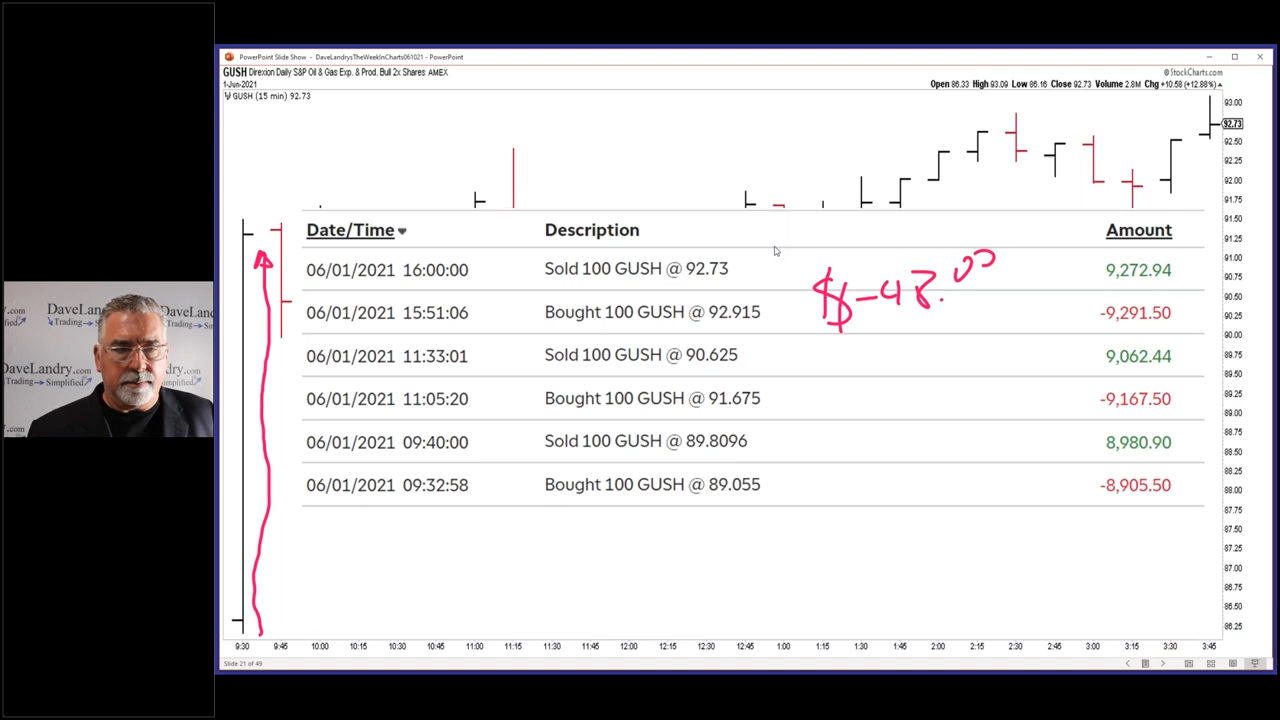 PowerPoint Slide Show - DaveLandrysTheWeekInCharts061021 - PowerPoint
GUSH Direxion Daily S&P Oil & Gas Exp. & Prod. Bull 2x Shares AMEX
© StockCharts.com
1-Jun-2021
Open 86.33 High 93.09 Low 86.16 Close 92.73 Volume 2.8M Chg +10.58 (+12.88%)
GUSH (15 min) 92.73
93.00
92.73
92.50
92.25
92.00
91.75
91.50
91.25
91.00
90.75
90.50
90.25
90.00
89.75
89.50
89.25
89.00
88.75
88.50
88.25
88.00
87.75
87.50
87.25
87.00
86.75
86.50
86.25
Date/Time Description Amount
06/01/2021 16:00:00 Sold 100 GUSH @ 92.73 9,272.94
06/01/2021 15:51:06 Bought 100 GUSH @ 92.915 -9,291.50
06/01/2021 11:33:01 Sold 100 GUSH @ 90.625 9,062.44
06/01/2021 11:05:20 Bought 100 GUSH @ 91.675 -9,167.50
06/01/2021 09:40:00 Sold 100 GUSH @ 89.8096 8,980.90
06/01/2021 09:32:58 Bought 100 GUSH @ 89.055 -8,905.50
$-48.00
9:30 9:45 10:00 10:15 10:30 10:45 11:00 11:15 11:30 11:45 12:00 12:15 12:30 12:45 1:00 1:15 1:30 1:45 2:00 2:15 2:30 2:45 3:00 3:15 3:30 3:45
Slide 21 of 49
DaveLandry
DaveLandry
Trading Simplified
DaveLandry
Trading Simplified